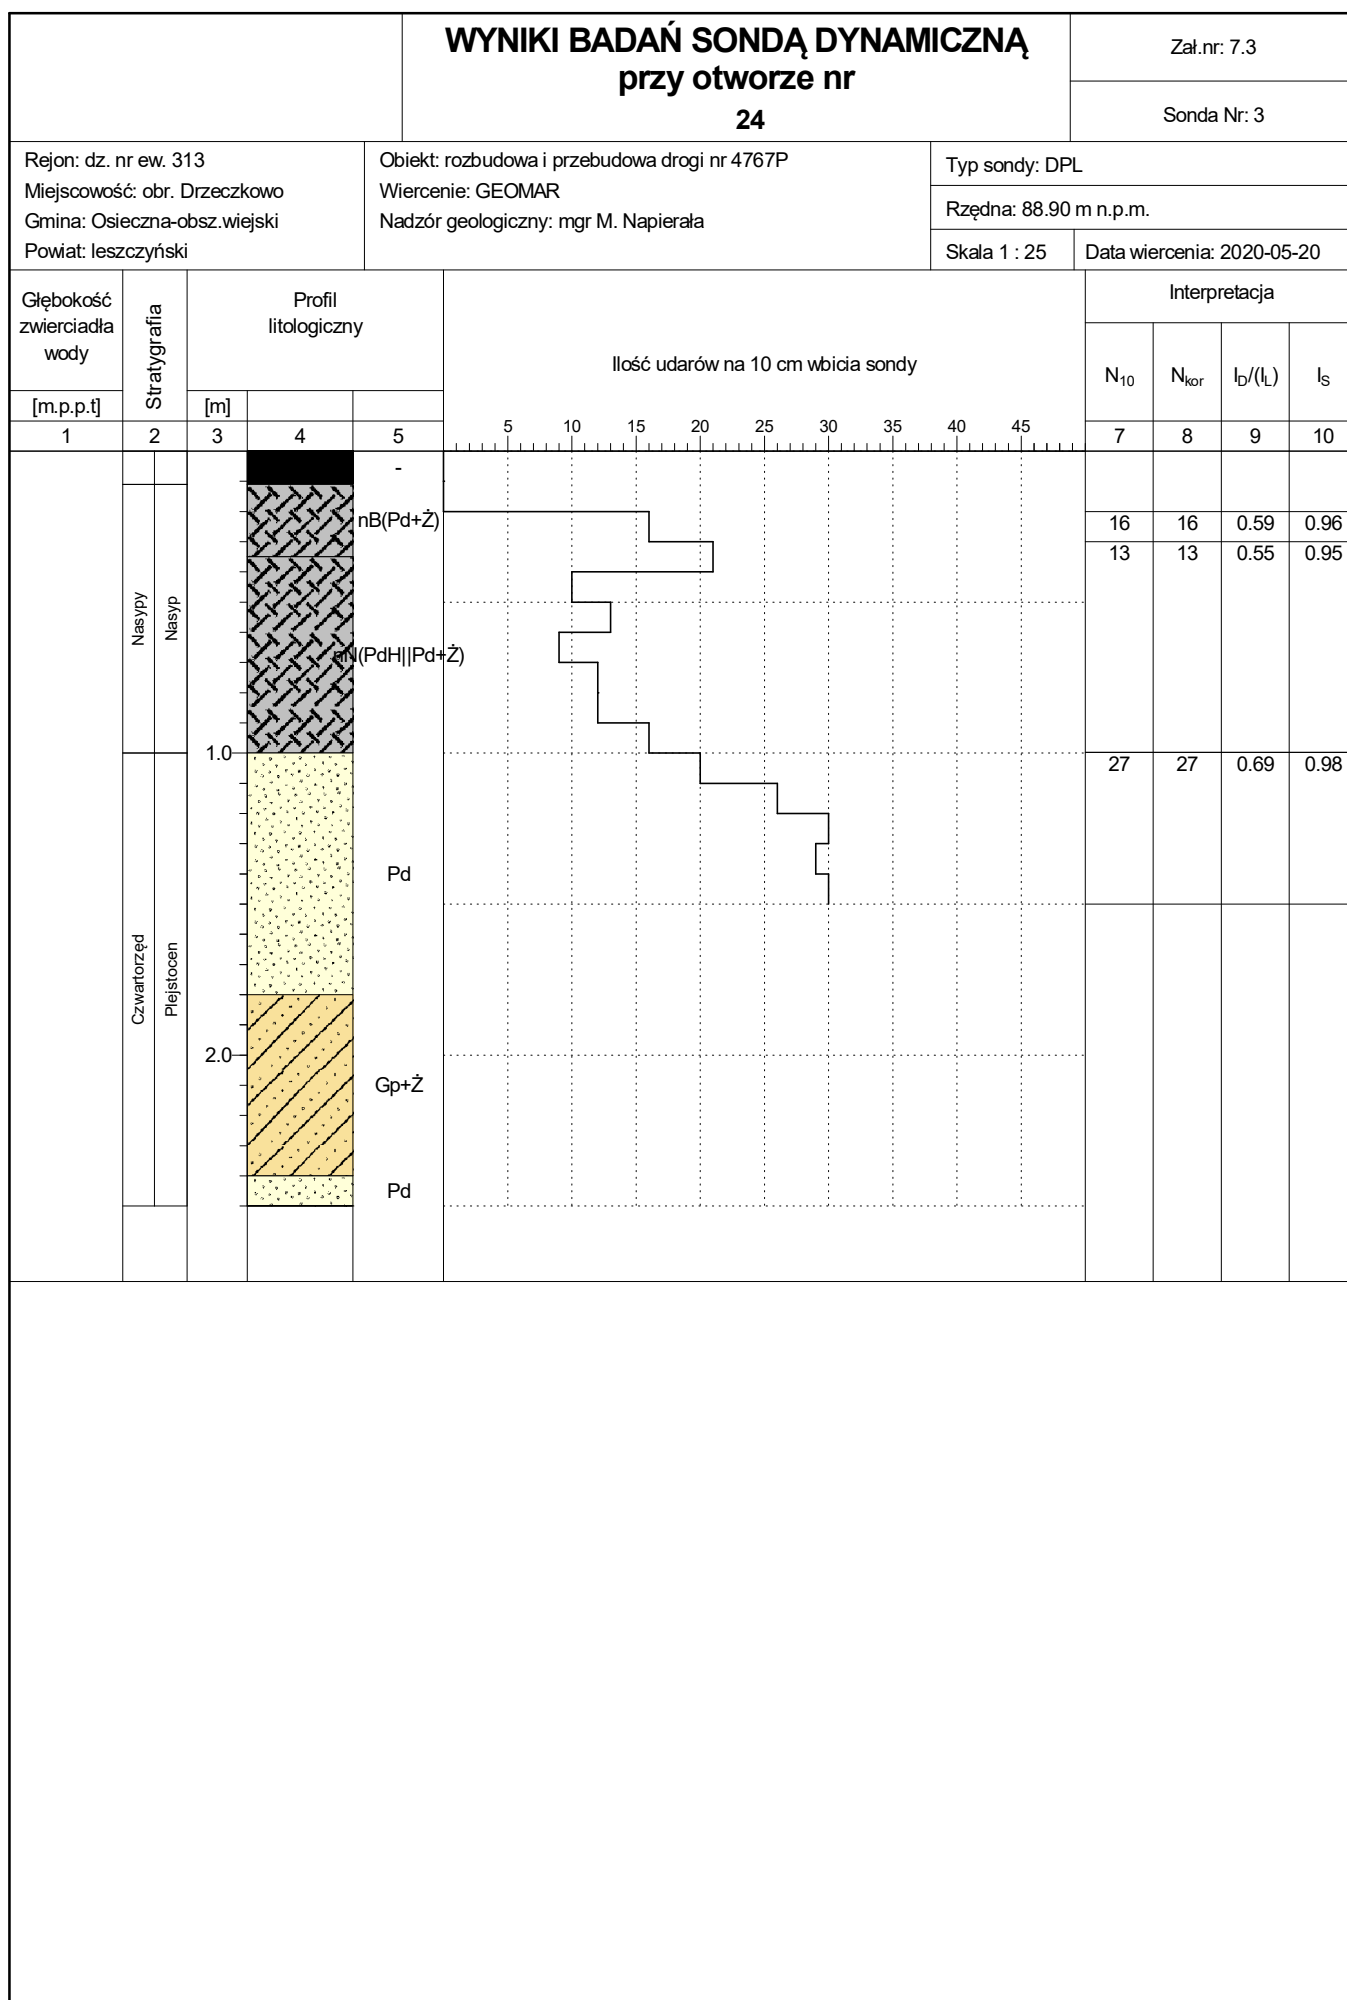 WYNIKI BADAŃ SONDĄ DYNAMICZNĄ
przy otworze nr
24
Zał.nr: 7.3
Sonda Nr: 3
Rejon: dz. nr ew. 313
Miejscowość: obr. Drzeczkowo
Gmina: Osieczna-obsz.wiejski
Powiat: leszczyński
Obiekt: rozbudowa i przebudowa drogi nr 4767P
Wiercenie: GEOMAR
Nadzór geologiczny: mgr M. Napierała
Typ sondy: DPL
Rzędna: 88.90 m n.p.m.
Skala 1 : 25
Data wiercenia: 2020-05-20
Głębokość
zwierciadła
wody
[m.p.p.t]
Stratygrafia
Profil
litologiczny
[m]
Ilość udarów na 10 cm wbicia sondy
Interpretacja
N10 Nkor ID/(IL) IS
5 10 15 20 25 30 35 40 45
1 2 3 4 5 7 8 9 10
-
nB(Pd+Ż)
16 16 0.59 0.96
13 13 0.55 0.95
Nasypy
Nasyp
nN(PdH||Pd+Ż)
1.0
27 27 0.69 0.98
Pd
Czwartorzęd
Plejstocen
2.0
Gp+Ż
Pd